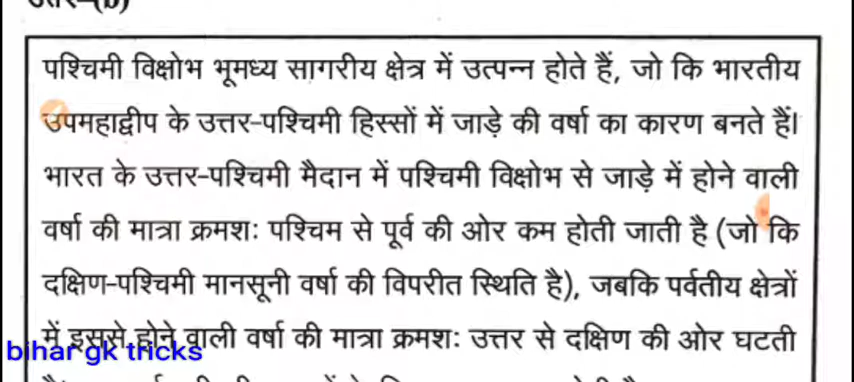 उत्तर–(b)
पश्चिमी विक्षोभ भूमध्य सागरीय क्षेत्र में उत्पन्न होते हैं, जो कि भारतीय
उपमहाद्वीप के उत्तर-पश्चिमी हिस्सों में जाड़े की वर्षा का कारण बनते हैं।
भारत के उत्तर-पश्चिमी मैदान में पश्चिमी विक्षोभ से जाड़े में होने वाली
वर्षा की मात्रा क्रमशः पश्चिम से पूर्व की ओर कम होती जाती है (जो कि
दक्षिण-पश्चिमी मानसूनी वर्षा की विपरीत स्थिति है), जबकि पर्वतीय क्षेत्रों
में इससे होने वाली वर्षा की मात्रा क्रमशः उत्तर से दक्षिण की ओर घटती
bihar gk tricks